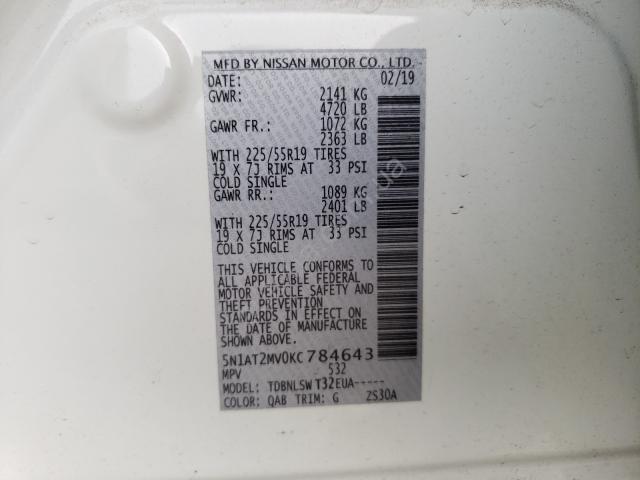 MFD BY NISSAN MOTOR CO., LTD.
DATE: 02/19
GVWR: 2141 KG
4720 LB
GAWR FR.: 1072 KG
2363 LB
WITH 225/55R19 TIRES
19 X 7J RIMS AT 33 PSI
COLD SINGLE
GAWR RR.: 1089 KG
2401 LB
WITH 225/55R19 TIRES
19 X 7J RIMS AT 33 PSI
COLD SINGLE
THIS VEHICLE CONFORMS TO
ALL APPLICABLE FEDERAL
MOTOR VEHICLE SAFETY AND
THEFT PREVENTION
STANDARDS IN EFFECT ON
THE DATE OF MANUFACTURE
SHOWN ABOVE.
5N1AT2MV0KC784643
MPV 532
MODEL: TDBNLSW T32EUA-----
COLOR: QAB TRIM: G ZS30A